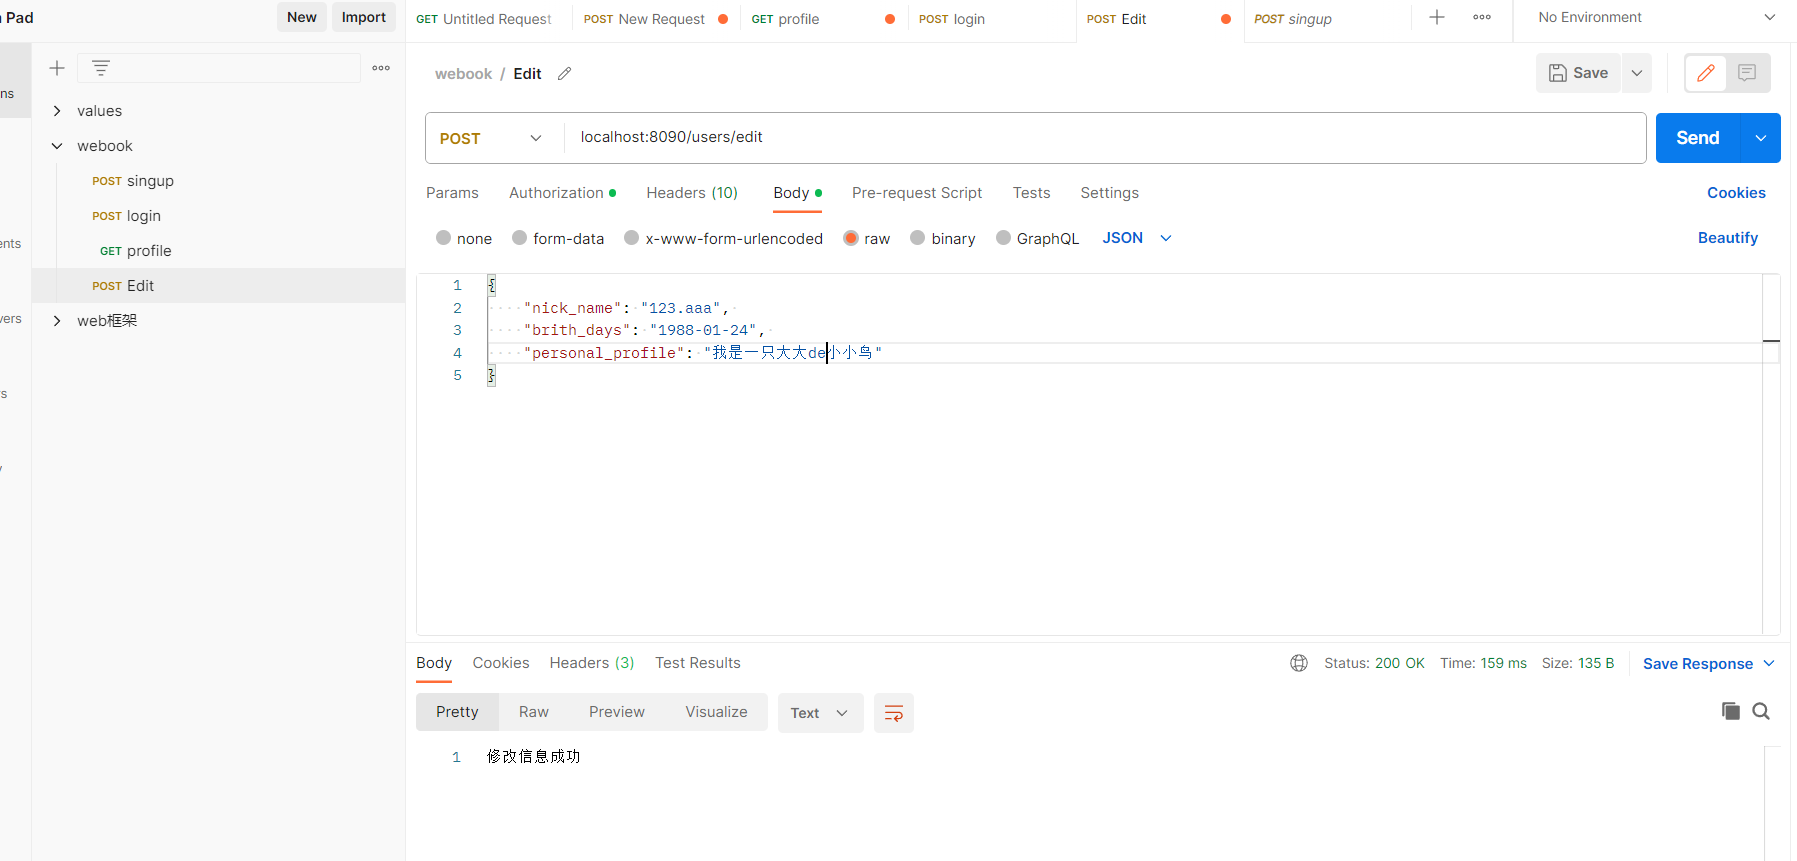 Pad
New Import
GET Untitled Request
POST New Request
GET profile
POST login
POST Edit
POST singup
No Environment
ns
values
webook
POST singup
POST login
GET profile
POST Edit
web框架
ents
vers
rs
webook / Edit
Save
POST localhost:8090/users/edit
Send
Params Authorization Headers (10) Body Pre-request Script Tests Settings Cookies
none form-data x-www-form-urlencoded raw binary GraphQL JSON Beautify
1 {
2 "nick_name": "123.aaa",
3 "brith_days": "1988-01-24",
4 "personal_profile": "我是一只大大de小小鸟"
5 }
Body Cookies Headers (3) Test Results Status: 200 OK Time: 159 ms Size: 135 B Save Response
Pretty Raw Preview Visualize Text
1 修改信息成功